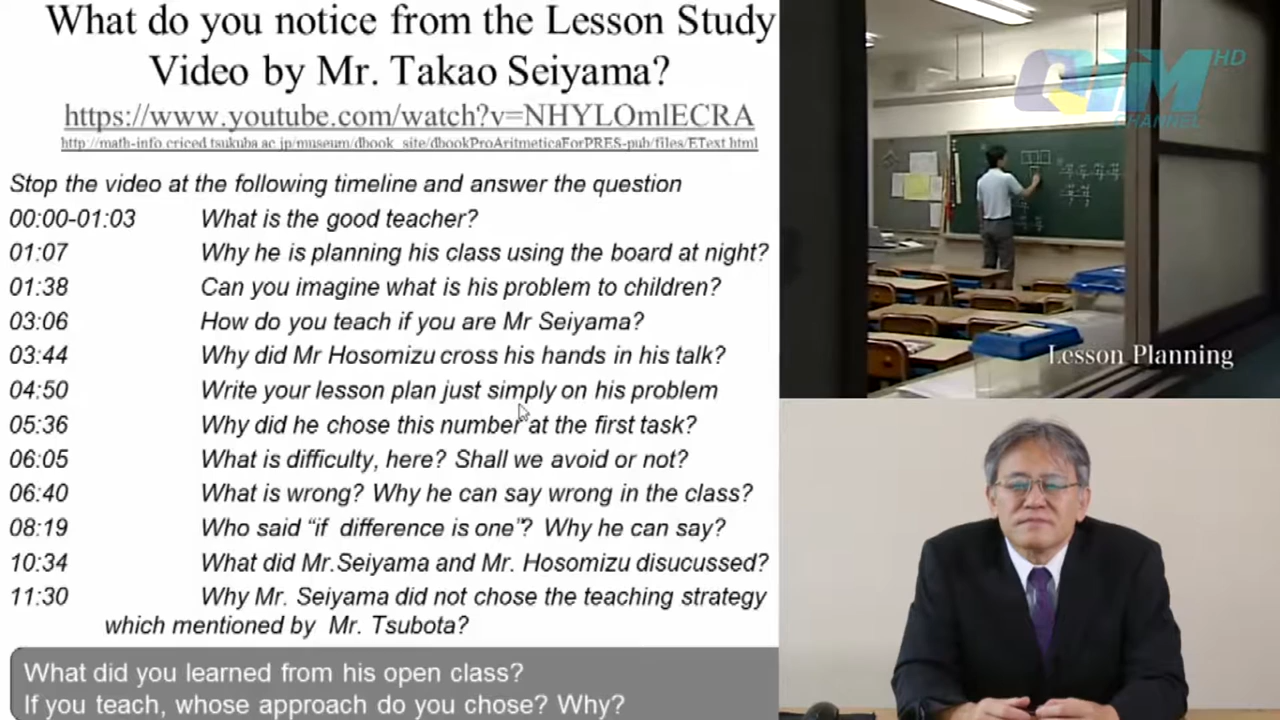 What do you notice from the Lesson Study
Video by Mr. Takao Seiyama?
https://www.youtube.com/watch?v=NHYLOmlECRA
http://math-info.criced.tsukuba.ac.jp/museum/dbook_site/dbookProAritmeticaForPRES-pub/files/EText.html
Stop the video at the following timeline and answer the question
00:00-01:03 What is the good teacher?
01:07 Why he is planning his class using the board at night?
01:38 Can you imagine what is his problem to children?
03:06 How do you teach if you are Mr Seiyama?
03:44 Why did Mr Hosomizu cross his hands in his talk?
04:50 Write your lesson plan just simply on his problem
05:36 Why did he chose this number at the first task?
06:05 What is difficulty, here? Shall we avoid or not?
06:40 What is wrong? Why he can say wrong in the class?
08:19 Who said “if difference is one”? Why he can say?
10:34 What did Mr.Seiyama and Mr. Hosomizu disucussed?
11:30 Why Mr. Seiyama did not chose the teaching strategy
which mentioned by Mr. Tsubota?
What did you learned from his open class?
If you teach, whose approach do you chose? Why?
HD
CHANNEL
Lesson Planning